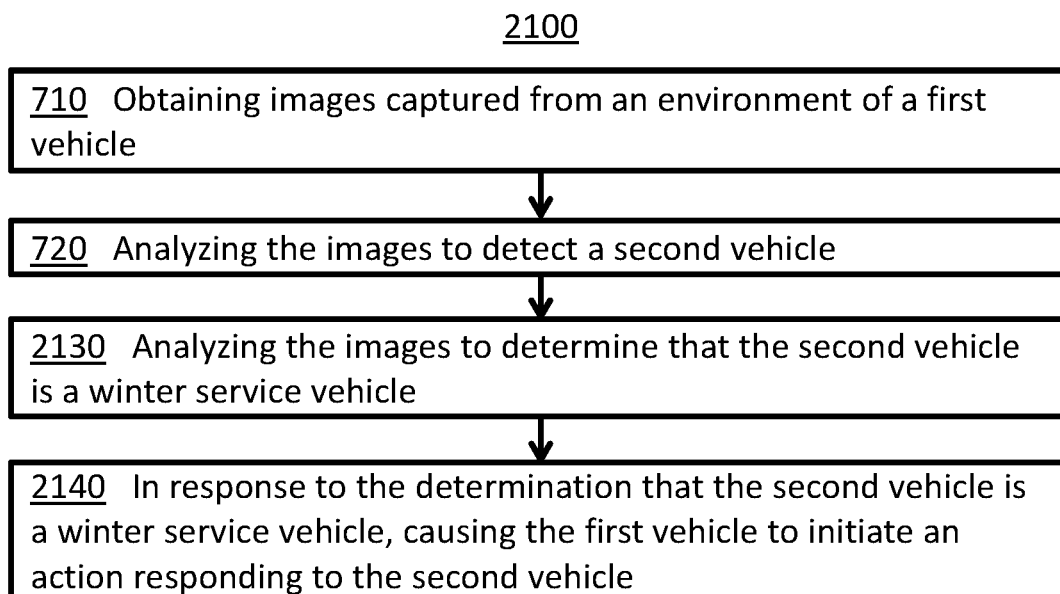 2100
710 Obtaining images captured from an environment of a first
vehicle
720 Analyzing the images to detect a second vehicle
2130 Analyzing the images to determine that the second vehicle
is a winter service vehicle
2140 In response to the determination that the second vehicle is
a winter service vehicle, causing the first vehicle to initiate an
action responding to the second vehicle